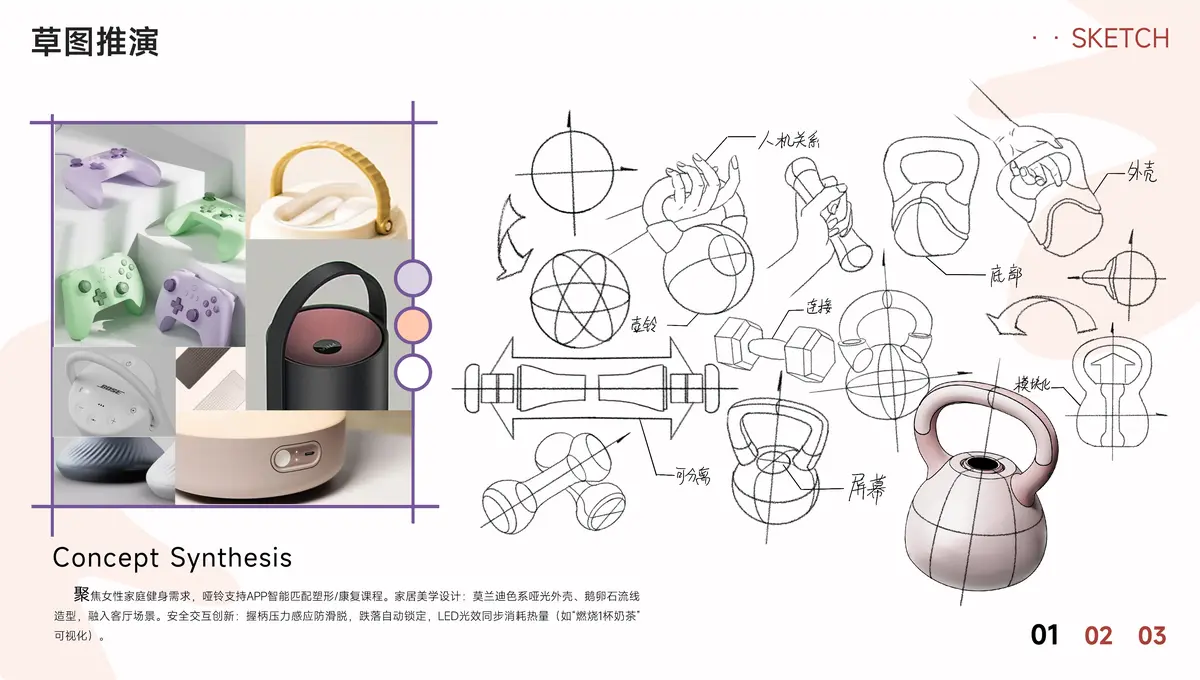 草图推演
· · SKETCH
BOSE
人机关系
外壳
底部
壶铃
连接
模块化
可分离
屏幕
Concept Synthesis
聚焦女性家庭健身需求，哑铃支持APP智能匹配塑形/康复课程。家居美学设计：莫兰迪色系哑光外壳、鹅卵石流线
造型，融入客厅场景。安全交互创新：握柄压力感应防滑脱，跌落自动锁定，LED光效同步消耗热量（如“燃烧1杯奶茶”
可视化）。
01 02 03